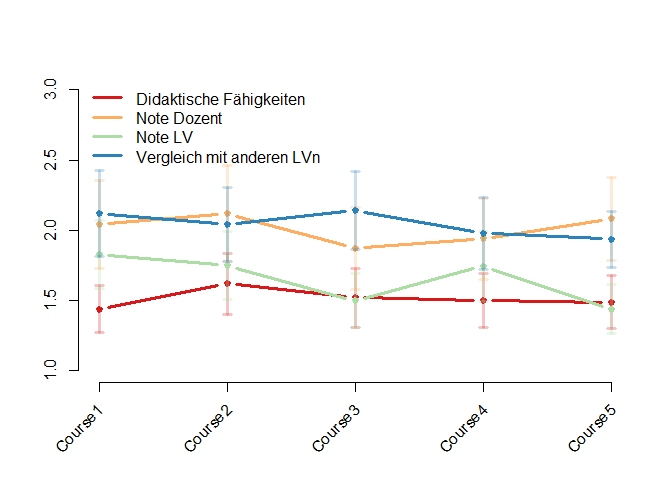 3.0
2.5
2.0
1.5
1.0
Didaktische Fähigkeiten
Note Dozent
Note LV
Vergleich mit anderen LVn
Course1
Course2
Course3
Course4
Course5